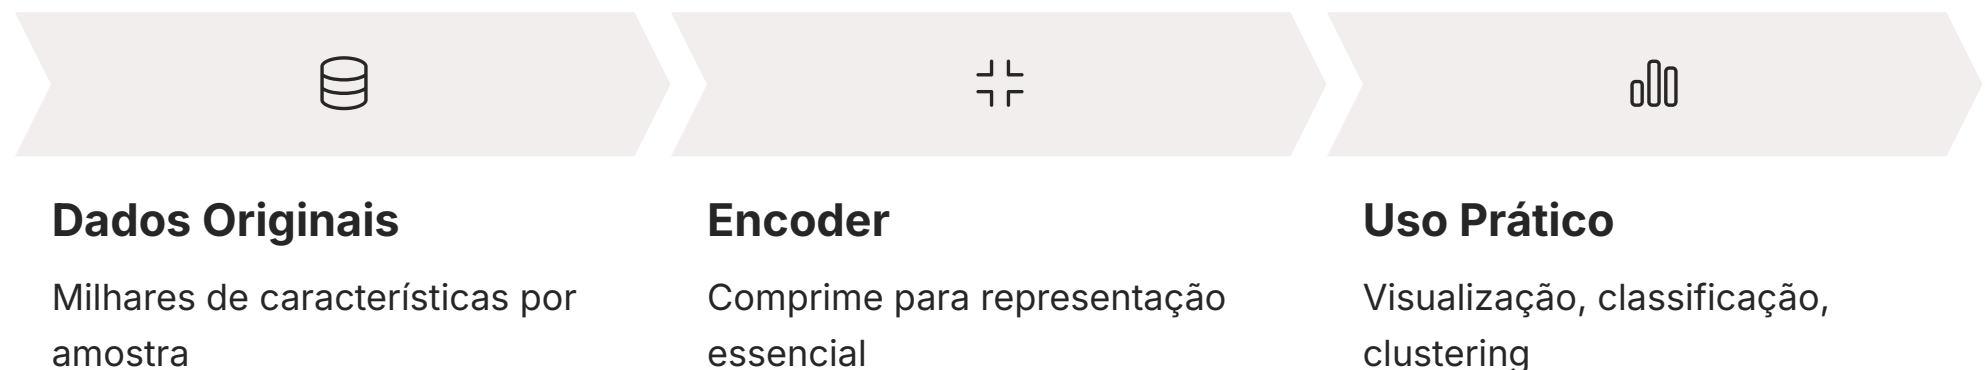 Dados Originais
Milhares de características por
amostra
Encoder
Comprime para representação
essencial
Uso Prático
Visualização, classificação,
clustering